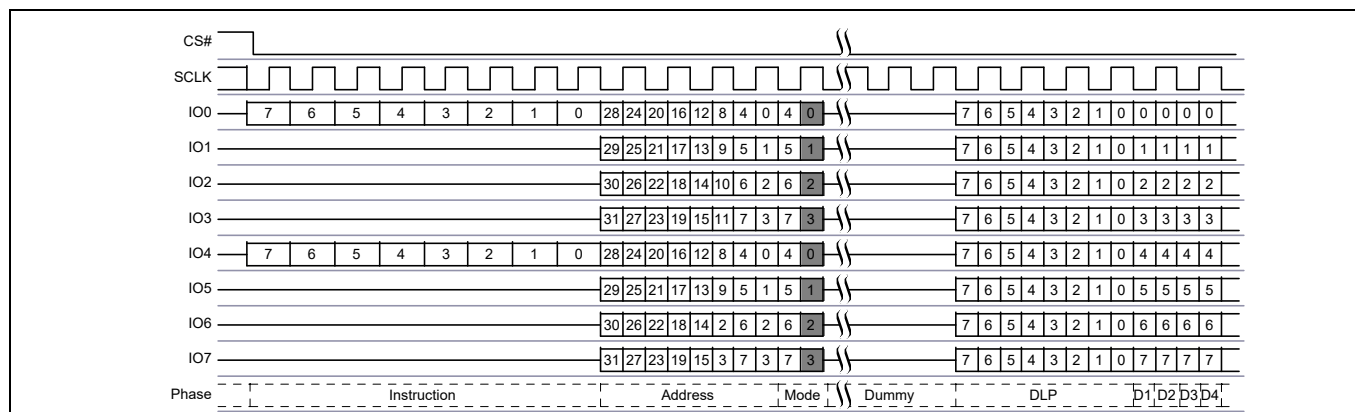 CS#
SCLK
IO0 7 6 5 4 3 2 1 0 28 24 20 16 12 8 4 0 4 0 7 6 5 4 3 2 1 0 0 0 0 0
IO1 29 25 21 17 13 9 5 1 5 1 7 6 5 4 3 2 1 0 1 1 1 1
IO2 30 26 22 18 14 10 6 2 6 2 7 6 5 4 3 2 1 0 2 2 2 2
IO3 31 27 23 19 15 11 7 3 7 3 7 6 5 4 3 2 1 0 3 3 3 3
IO4 7 6 5 4 3 2 1 0 28 24 20 16 12 8 4 0 4 0 7 6 5 4 3 2 1 0 4 4 4 4
IO5 29 25 21 17 13 9 5 1 5 1 7 6 5 4 3 2 1 0 5 5 5 5
IO6 30 26 22 18 14 2 6 2 6 2 7 6 5 4 3 2 1 0 6 6 6 6
IO7 31 27 23 19 15 3 7 3 7 3 7 6 5 4 3 2 1 0 7 7 7 7
Phase Instruction Address Mode Dummy DLP D1 D2 D3 D4